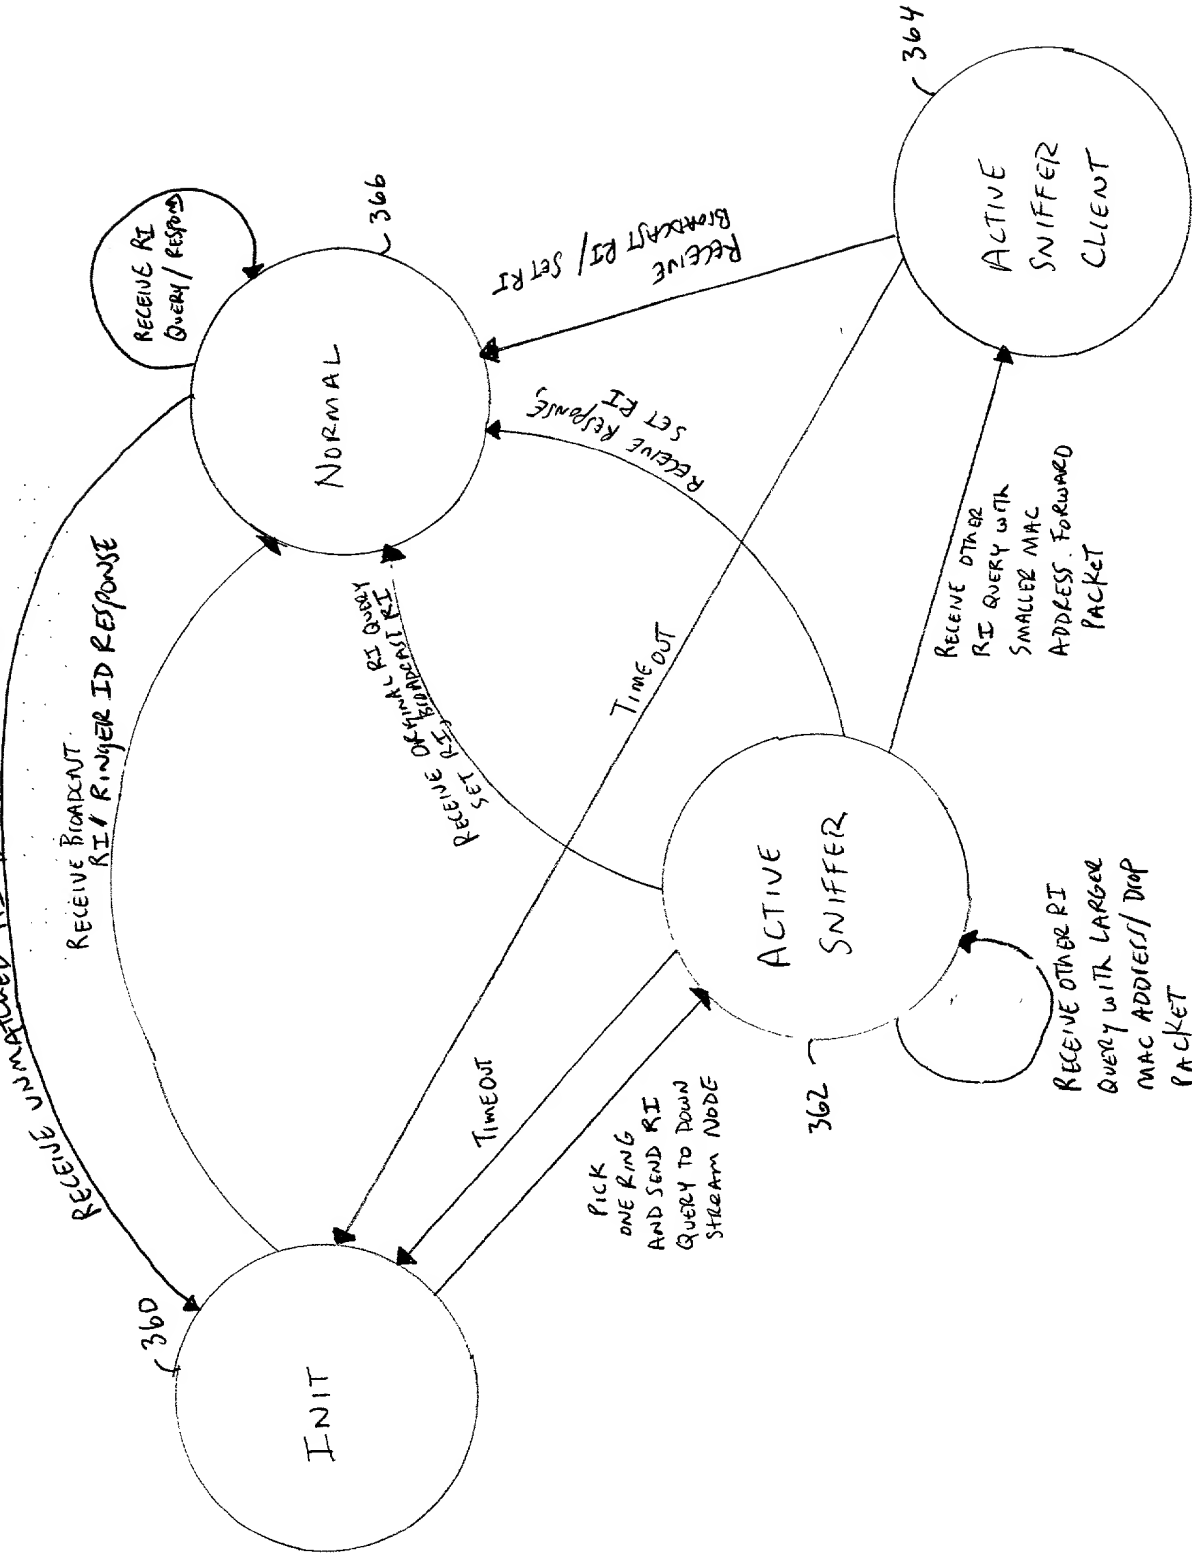 RECEIVE UNMATCHED
RECEIVE BROADCAST
RI/ RINGER ID RESPONSE
RECEIVE RI
QUERY/ RESPOND
366
NORMAL
360
INIT
RECEIVE ORIGINAL RI QUERY
SET RI, BROADCAST RI
RECEIVE RESPONSE,
SET RI
RECEIVE
BROADCAST RI / SET RI
364
ACTIVE
SNIFFER
CLIENT
TIMEOUT
TIMEOUT
PICK
ONE RING
AND SEND RI
QUERY TO DOWN
STREAM NODE
362
ACTIVE
SNIFFER
RECEIVE OTHER
RI QUERY WITH
SMALLER MAC
ADDRESS. FORWARD
PACKET
RECEIVE OTHER RI
QUERY WITH LARGER
MAC ADDRESS/ DROP
PACKET